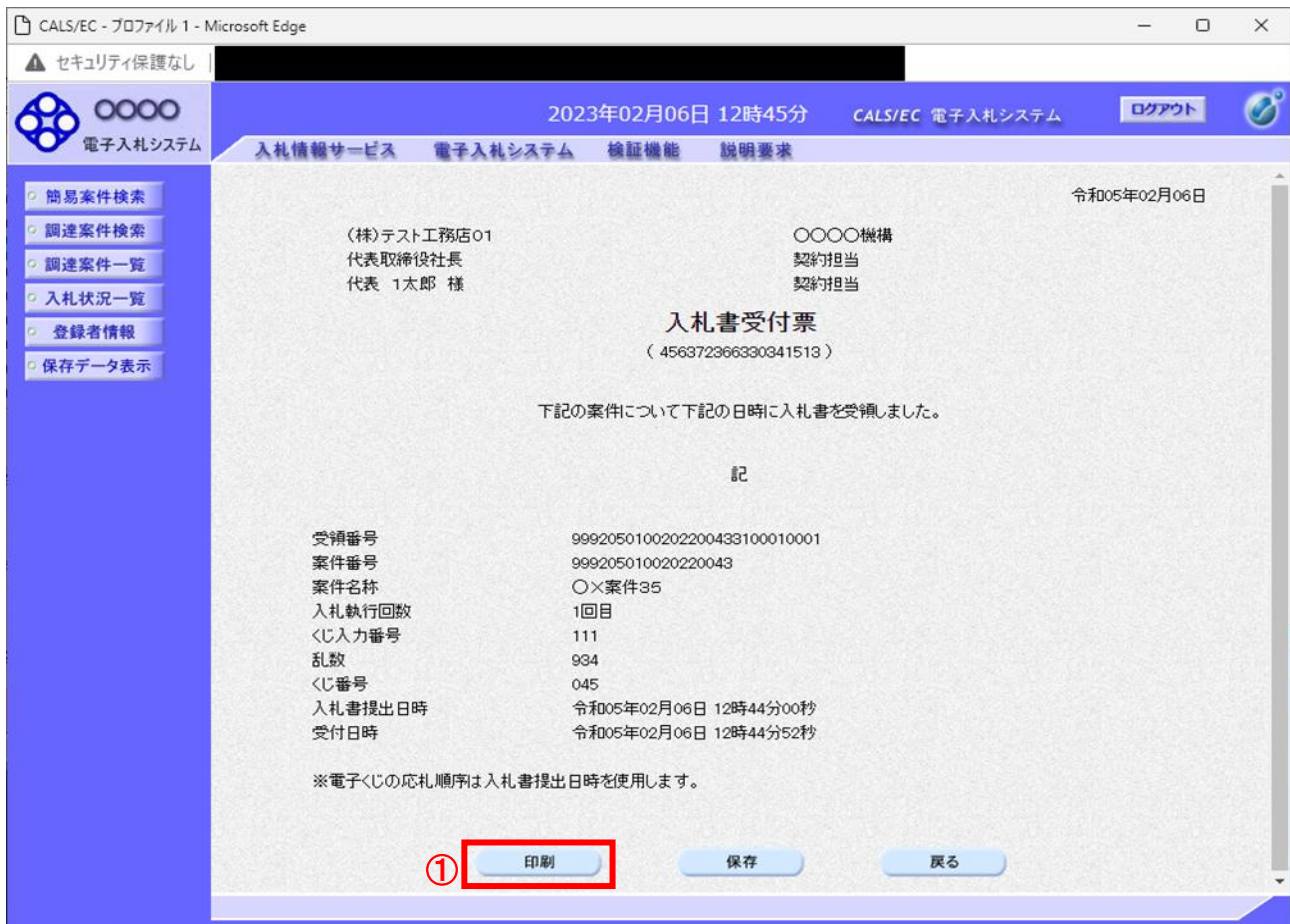 CALS/EC - プロファイル 1 - Microsoft Edge
セキュリティ保護なし
〇〇〇〇
電子入札システム
2023年02月06日 12時45分
CALS/EC 電子入札システム
ログアウト
入札情報サービス 電子入札システム 検証機能 説明要求
簡易案件検索
調達案件検索
調達案件一覧
入札状況一覧
登録者情報
保存データ表示
令和05年02月06日
(株)テスト工務店01 〇〇〇〇機構
代表取締役社長 契約担当
代表 1太郎 様 契約担当
入札書受付票
( 456372366330341513 )
下記の案件について下記の日時に入札書を受領しました。
記
受領番号 9992050100202200433100010001
案件番号 999205010020220043
案件名称 〇×案件35
入札執行回数 1回目
くじ入力番号 111
乱数 934
くじ番号 045
入札書提出日時 令和05年02月06日 12時44分00秒
受付日時 令和05年02月06日 12時44分52秒
※電子くじの応札順序は入札書提出日時を使用します。
① 印刷 保存 戻る